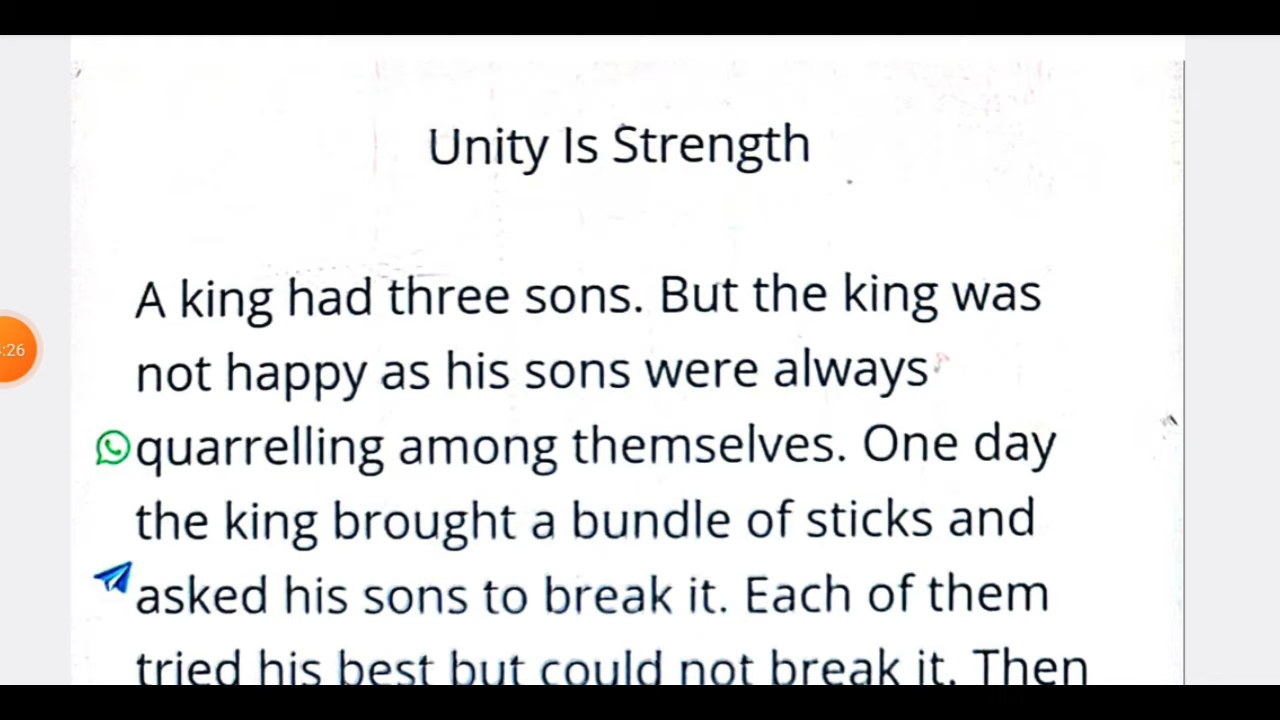 Unity Is Strength
A king had three sons. But the king was
not happy as his sons were always
quarrelling among themselves. One day
the king brought a bundle of sticks and
asked his sons to break it. Each of them
tried his best but could not break it. Then
:26